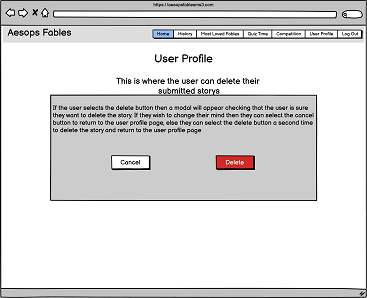 https://aesopsfablesms3.com
Aesops Fables
Home History Most Loved Fables Quiz Time Competition User Profile Log Out
User Profile
This is where the user can delete their
submitted storys
If the user selects the delete button then a modal will appear checking that the user is sure
they want to delete the story. If they wish to change their mind then they can select the cancel
button to return to the user profile page, else they can select the delete button a second time
to delete the story and return to the user profile page
Cancel Delete